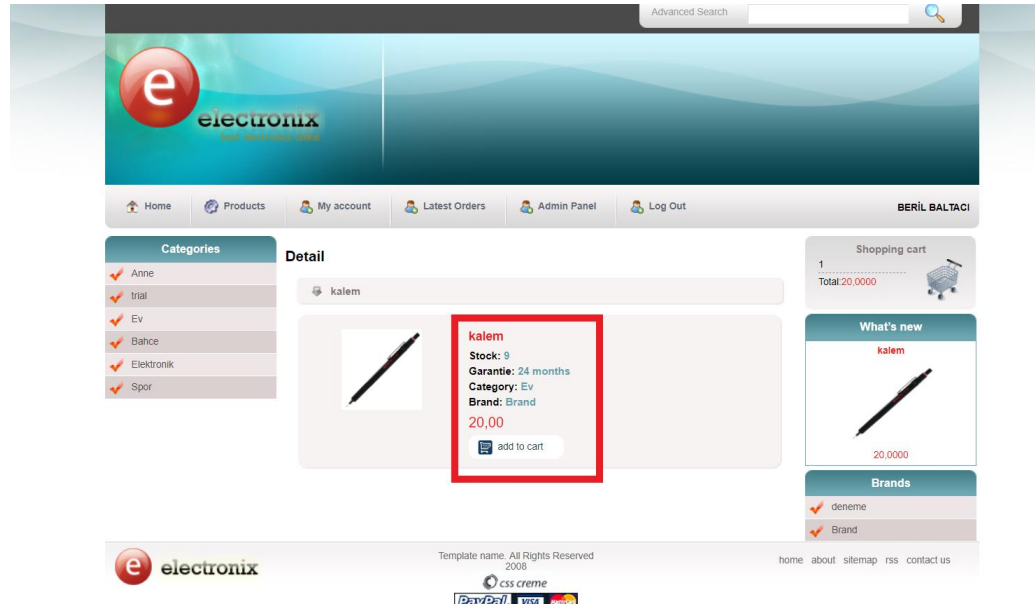 Advanced Search
e
electronix
Home
Products
My account
Latest Orders
Admin Panel
Log Out
BERİL BALTACI
Categories
Anne
trial
Ev
Bahce
Elektronik
Spor
Detail
kalem
kalem
Stock: 9
Garantie: 24 months
Category: Ev
Brand: Brand
20,00
add to cart
Shopping cart
1
Total:20,0000
What's new
kalem
20,0000
Brands
deneme
Brand
e
electronix
Template name. All Rights Reserved
2008
css creme
PayPal VISA
home about sitemap rss contact us